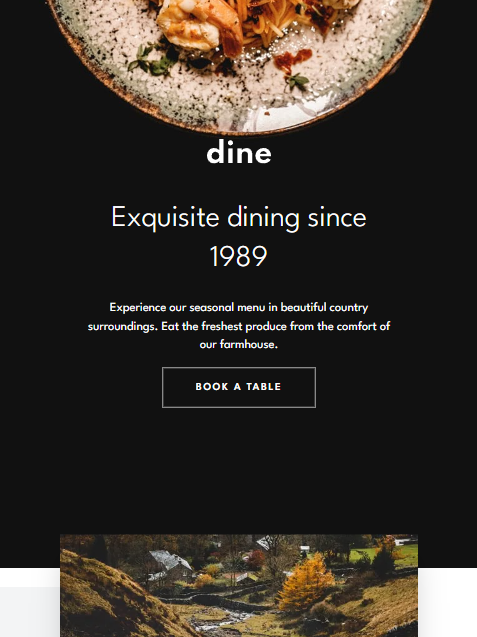 dine
Exquisite dining since
1989
Experience our seasonal menu in beautiful country
surroundings. Eat the freshest produce from the comfort of
our farmhouse.
BOOK A TABLE